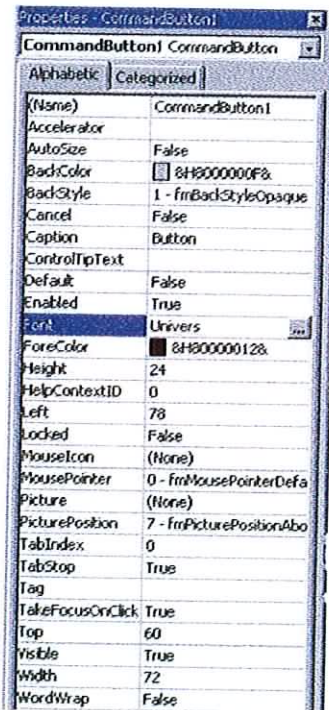 Properties - CommandButton1
CommandButton1 CommandButton
Alphabetic Categorized
(Name) CommandButton1
Accelerator
AutoSize False
BackColor &H8000000F&
BackStyle 1 - fmBackStyleOpaque
Cancel False
Caption Button
ControlTipText
Default False
Enabled True
Font Univers ...
ForeColor &H80000012&
Height 24
HelpContextID 0
Left 78
Locked False
MouseIcon (None)
MousePointer 0 - fmMousePointerDefa
Picture (None)
PicturePosition 7 - fmPicturePositionAbo
TabIndex 0
TabStop True
Tag
TakeFocusOnClick True
Top 60
Visible True
Width 72
WordWrap False